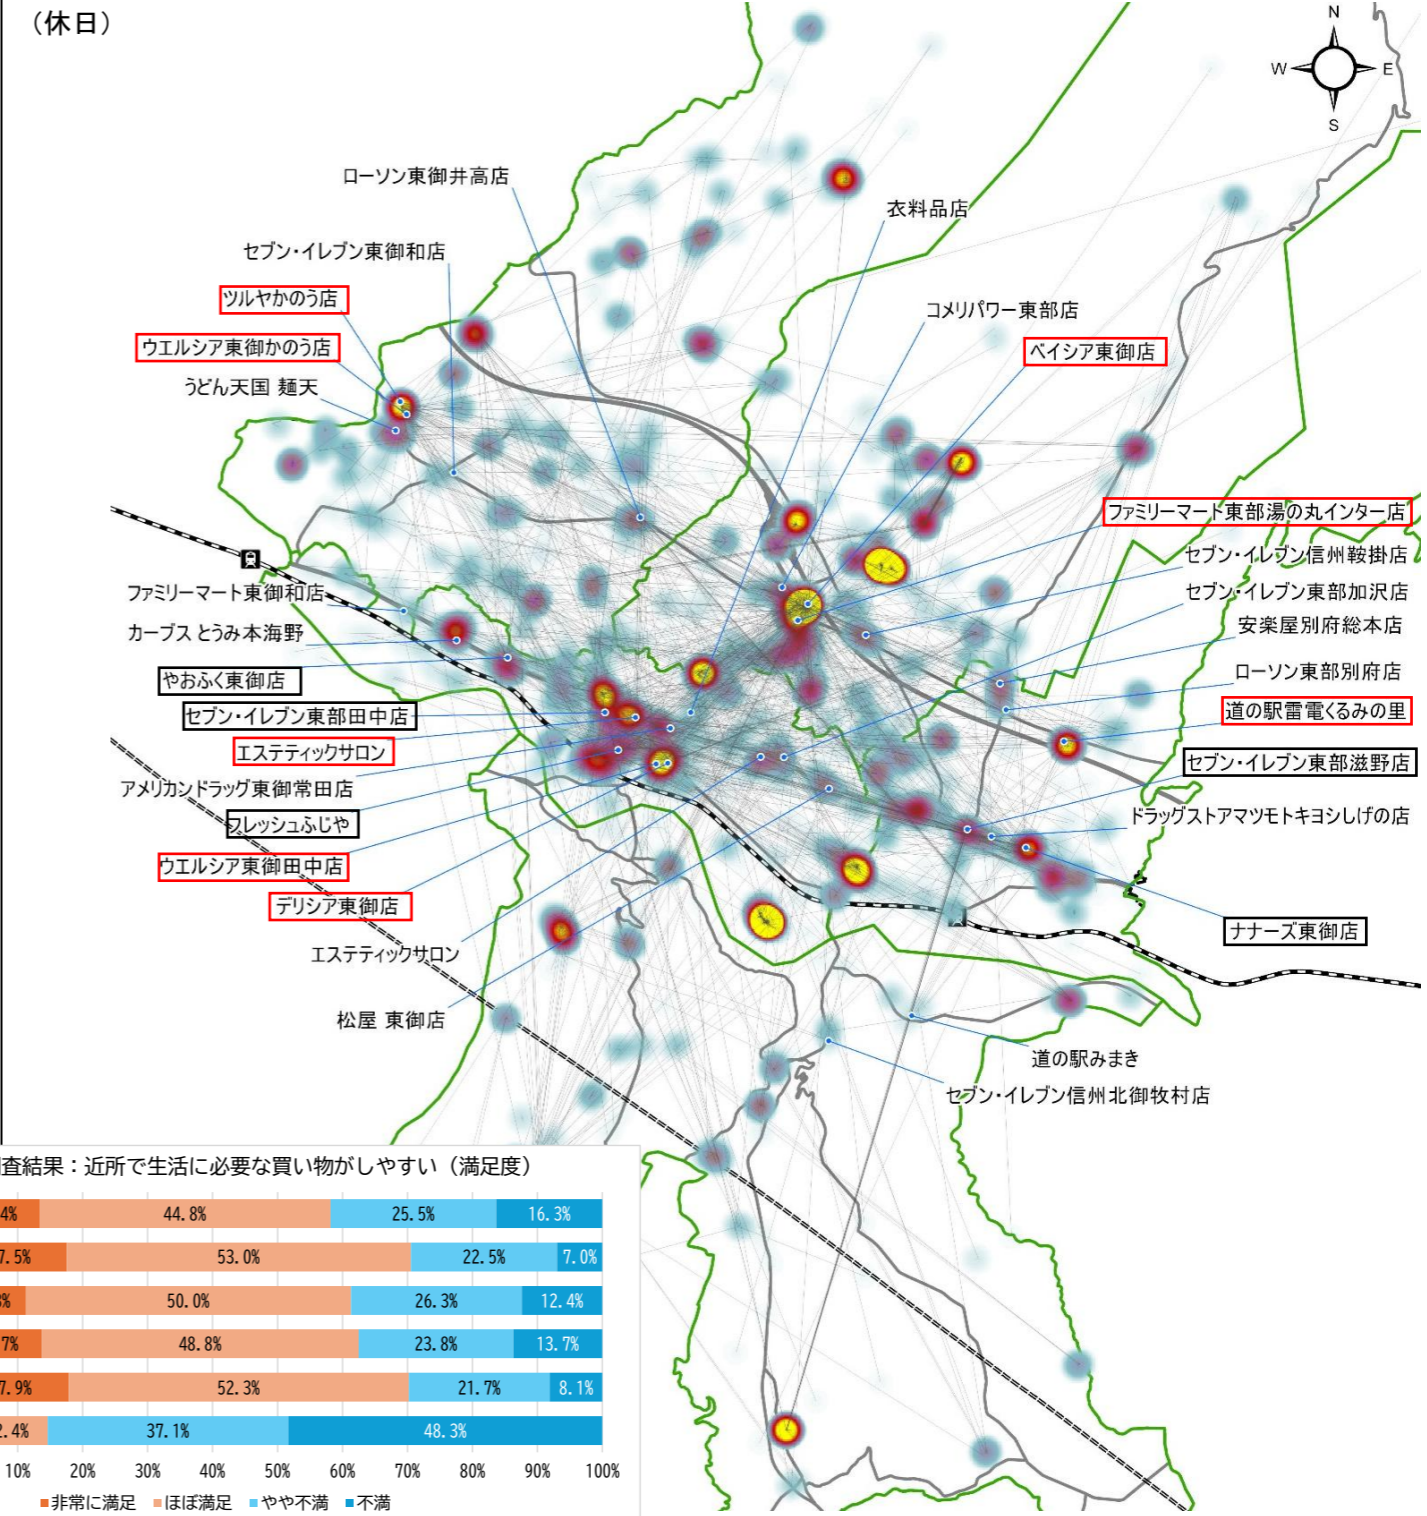 （休日）
N
W
E
S
ローソン東御井高店
衣料品店
セブン・イレブン東御和店
ツルヤかのう店
コメリパワー東部店
ウエルシア東御かのう店
ベイシア東御店
うどん天国 麺天
ファミリーマート東部湯の丸インター店
セブン・イレブン信州鞍掛店
ファミリーマート東御和店
セブン・イレブン東部加沢店
カーブス とうみ本海野
安楽屋別府総本店
やおふく東御店
ローソン東部別府店
セブン・イレブン東部田中店
道の駅雷電くるみの里
エステティックサロン
セブン・イレブン東部滋野店
アメリカンドラッグ東御常田店
ドラッグストアマツモトキヨシしげの店
フレッシュふじや
ウエルシア東御田中店
デリシア東御店
ナナーズ東御店
エステティックサロン
松屋 東御店
道の駅みまき
セブン・イレブン信州北御牧村店
査結果：近所で生活に必要な買い物がしやすい（満足度）
4% 44.8% 25.5% 16.3%
7.5% 53.0% 22.5% 7.0%
% 50.0% 26.3% 12.4%
7% 48.8% 23.8% 13.7%
7.9% 52.3% 21.7% 8.1%
2.4% 37.1% 48.3%
10% 20% 30% 40% 50% 60% 70% 80% 90% 100%
非常に満足 ほぼ満足 やや不満 不満